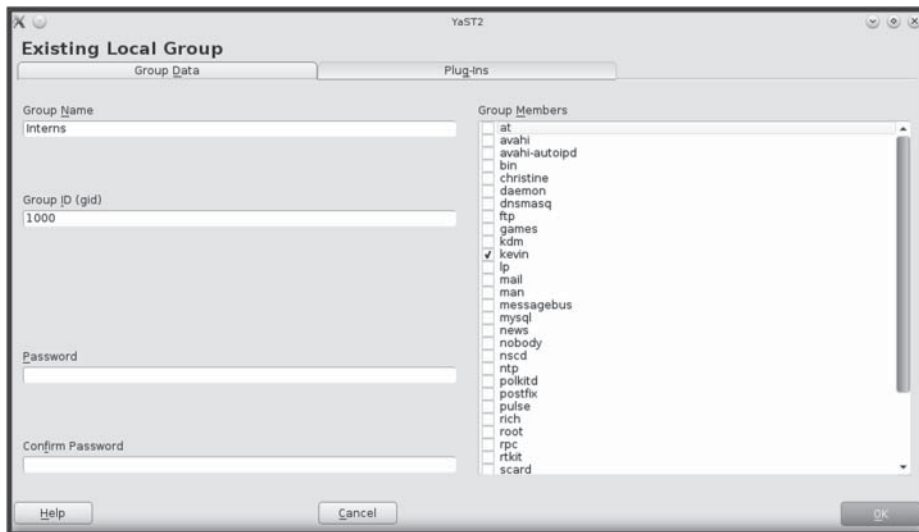 YaST2
Existing Local Group
Group Data
Plug-Ins
Group Name
Interns
Group ID (gid)
1000
Password
Confirm Password
Group Members
at
avahi
avahi-autoipd
bin
christine
daemon
dnsmasq
ftp
games
kdm
kevin
lp
mail
man
messagebus
mysql
news
nobody
nscd
ntp
polkitd
postfix
pulse
rich
root
rpc
rtkit
scard
Help
Cancel
OK